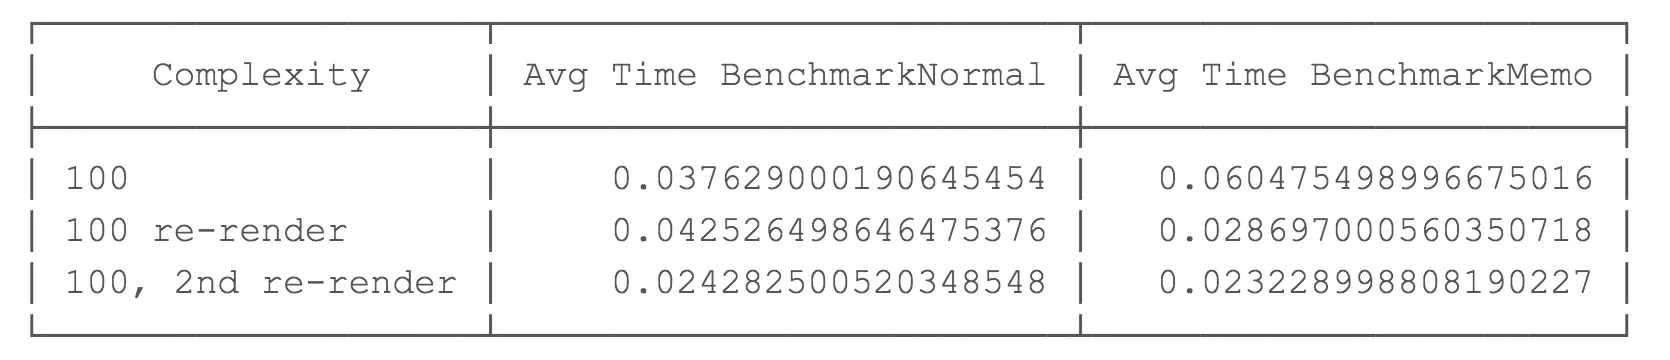 Complexity Avg Time BenchmarkNormal Avg Time BenchmarkMemo
100 0.037629000190645454 0.060475498996675016
100 re-render 0.042526498646475376 0.028697000560350718
100, 2nd re-render 0.024282500520348548 0.023228998808190227